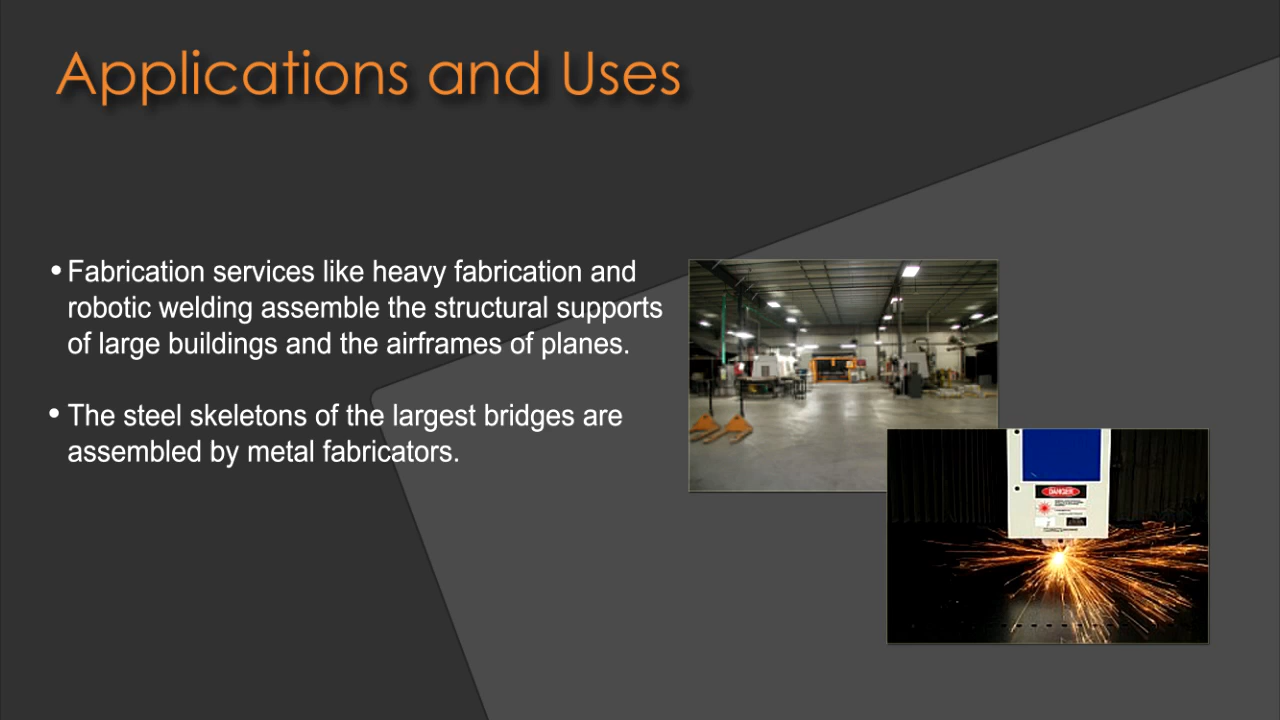 Applications and Uses
• Fabrication services like heavy fabrication and
robotic welding assemble the structural supports
of large buildings and the airframes of planes.
• The steel skeletons of the largest bridges are
assembled by metal fabricators.
DANGER